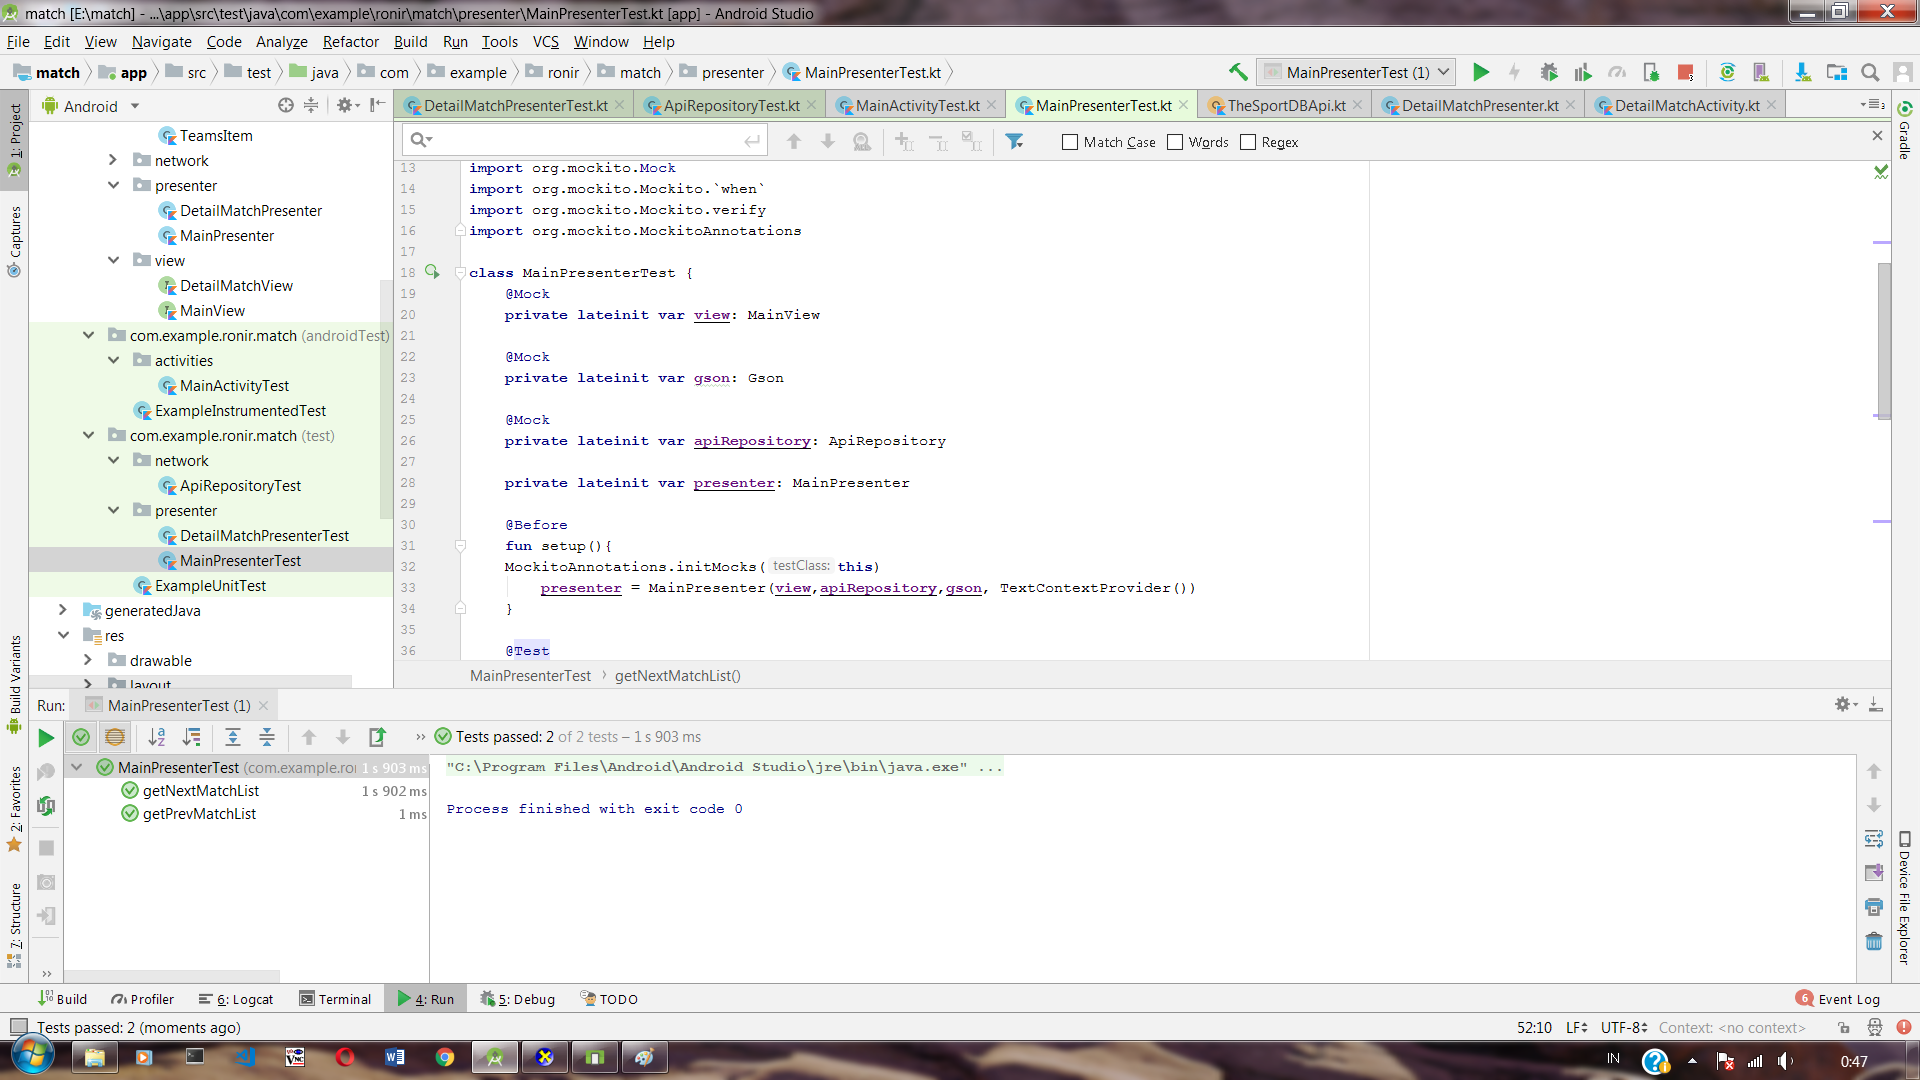 match [E:\match] - ...\app\src\test\java\com\example\ronir\match\presenter\MainPresenterTest.kt [app] - Android Studio
File Edit View Navigate Code Analyze Refactor Build Run Tools VCS Window Help
match app src test java com example ronir match presenter MainPresenterTest.kt MainPresenterTest (1)
Android
DetailMatchPresenterTest.kt ApiRepositoryTest.kt MainActivityTest.kt MainPresenterTest.kt TheSportDBApi.kt DetailMatchPresenter.kt DetailMatchActivity.kt
Match Case Words Regex
1: Project
Captures
Build Variants
2: Favorites
7: Structure
TeamsItem
network
presenter
DetailMatchPresenter
MainPresenter
view
DetailMatchView
MainView
com.example.ronir.match (androidTest)
activities
MainActivityTest
ExampleInstrumentedTest
com.example.ronir.match (test)
network
ApiRepositoryTest
presenter
DetailMatchPresenterTest
MainPresenterTest
ExampleUnitTest
generatedJava
res
drawable
layout
13 import org.mockito.Mock
14 import org.mockito.Mockito.`when`
15 import org.mockito.Mockito.verify
16 import org.mockito.MockitoAnnotations
17
18 class MainPresenterTest {
19 @Mock
20 private lateinit var view: MainView
21
22 @Mock
23 private lateinit var gson: Gson
24
25 @Mock
26 private lateinit var apiRepository: ApiRepository
27
28 private lateinit var presenter: MainPresenter
29
30 @Before
31 fun setup(){
32 MockitoAnnotations.initMocks( testClass: this)
33 presenter = MainPresenter(view,apiRepository,gson, TextContextProvider())
34 }
35
36 @Test
MainPresenterTest › getNextMatchList()
Gradle
Device File Explorer
Run: MainPresenterTest (1)
Tests passed: 2 of 2 tests – 1 s 903 ms
MainPresenterTest (com.example.ror 1 s 903 ms
getNextMatchList 1 s 902 ms
getPrevMatchList 1 ms
"C:\Program Files\Android\Android Studio\jre\bin\java.exe" ...
Process finished with exit code 0
Build Profiler 6: Logcat Terminal 4: Run 5: Debug TODO 6 Event Log
Tests passed: 2 (moments ago) 52:10 LF UTF-8 Context: <no context>
IN 0:47